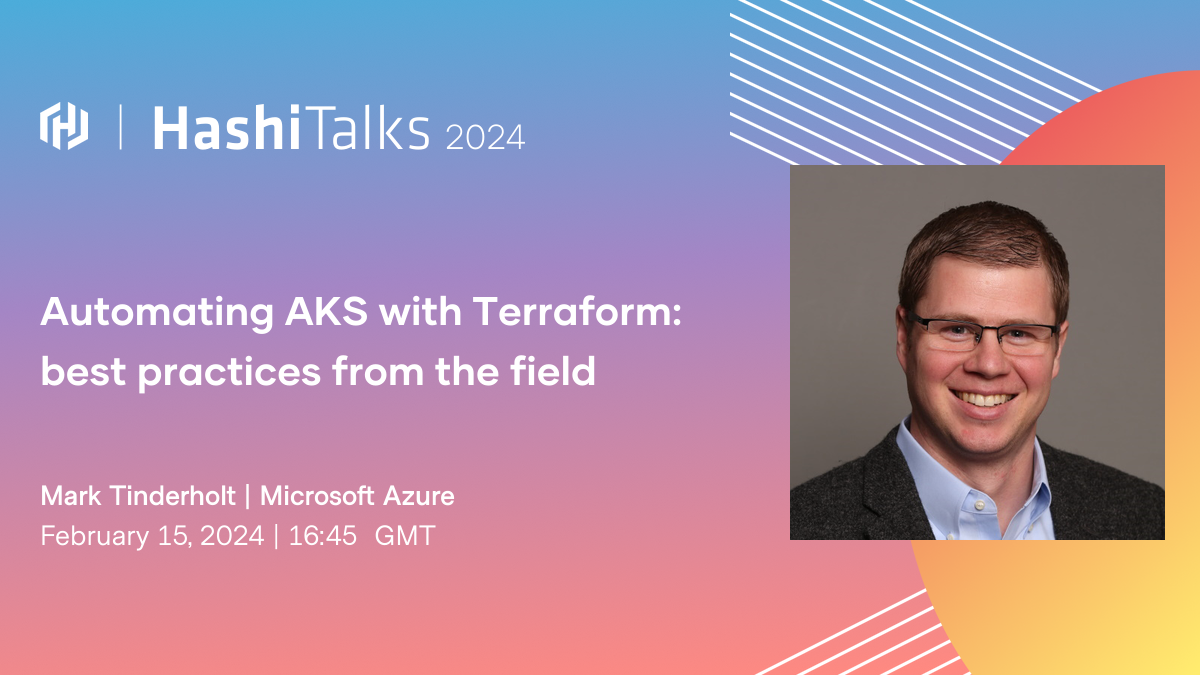 HashiTalks 2024
Automating AKS with Terraform:
best practices from the field
Mark Tinderholt | Microsoft Azure
February 15, 2024 | 16:45 GMT